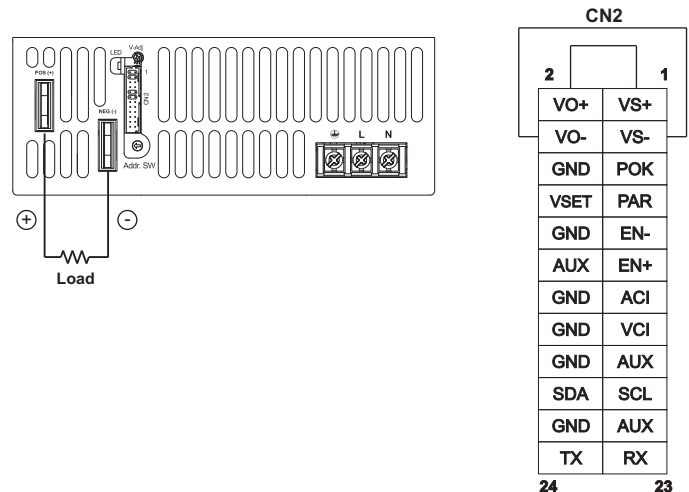 CN2
LED V-Adj
1
POS (+)
CN2
NEG (-)
Addr. SW
L N
+ -
Load
2 1
VO+ VS+
VO- VS-
GND POK
VSET PAR
GND EN-
AUX EN+
GND ACI
GND VCI
GND AUX
SDA SCL
GND AUX
TX RX
24 23